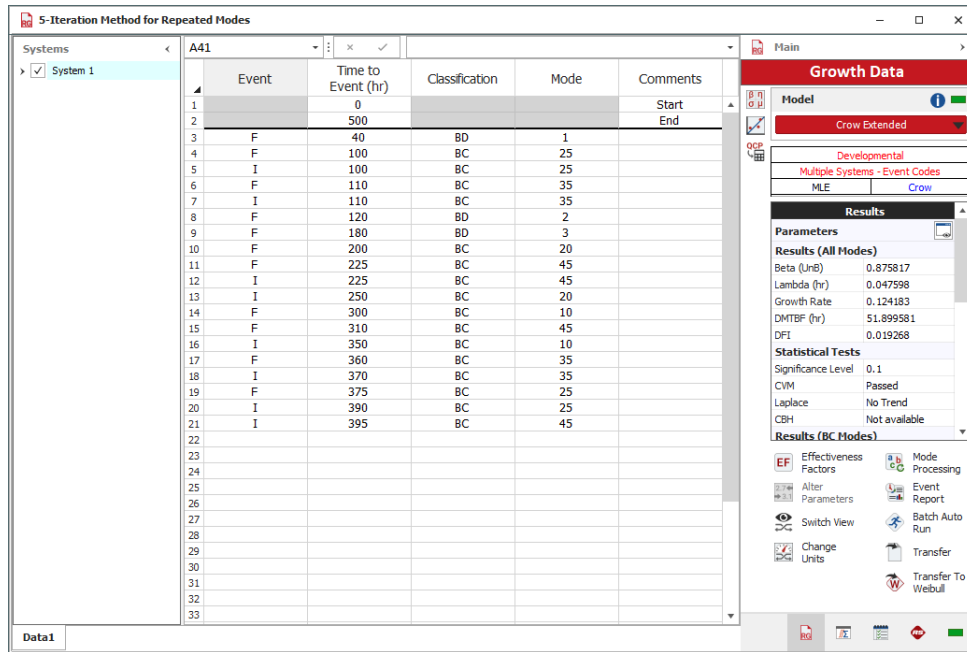 RG 5-Iteration Method for Repeated Modes
Systems
System 1
A41
Event Time to Event (hr) Classification Mode Comments
1 0 Start
2 500 End
3 F 40 BD 1
4 F 100 BC 25
5 I 100 BC 25
6 F 110 BC 35
7 I 110 BC 35
8 F 120 BD 2
9 F 180 BD 3
10 F 200 BC 20
11 F 225 BC 45
12 I 225 BC 45
13 I 250 BC 20
14 F 300 BC 10
15 F 310 BC 45
16 I 350 BC 10
17 F 360 BC 35
18 I 370 BC 35
19 F 375 BC 25
20 I 390 BC 25
21 I 395 BC 45
22
23
24
25
26
27
28
29
30
31
32
33
Data1
RG Main
Growth Data
β η
σ μ
QCP
Model
Crow Extended
Developmental
Multiple Systems - Event Codes
MLE Crow
Results
Parameters
Results (All Modes)
Beta (UnB) 0.875817
Lambda (hr) 0.047598
Growth Rate 0.124183
DMTBF (hr) 51.899581
DFI 0.019268
Statistical Tests
Significance Level 0.1
CVM Passed
Laplace No Trend
CBH Not available
Results (BC Modes)
EF Effectiveness Factors
Mode Processing
Alter Parameters
Event Report
Switch View
Batch Auto Run
Change Units
Transfer
Transfer To Weibull